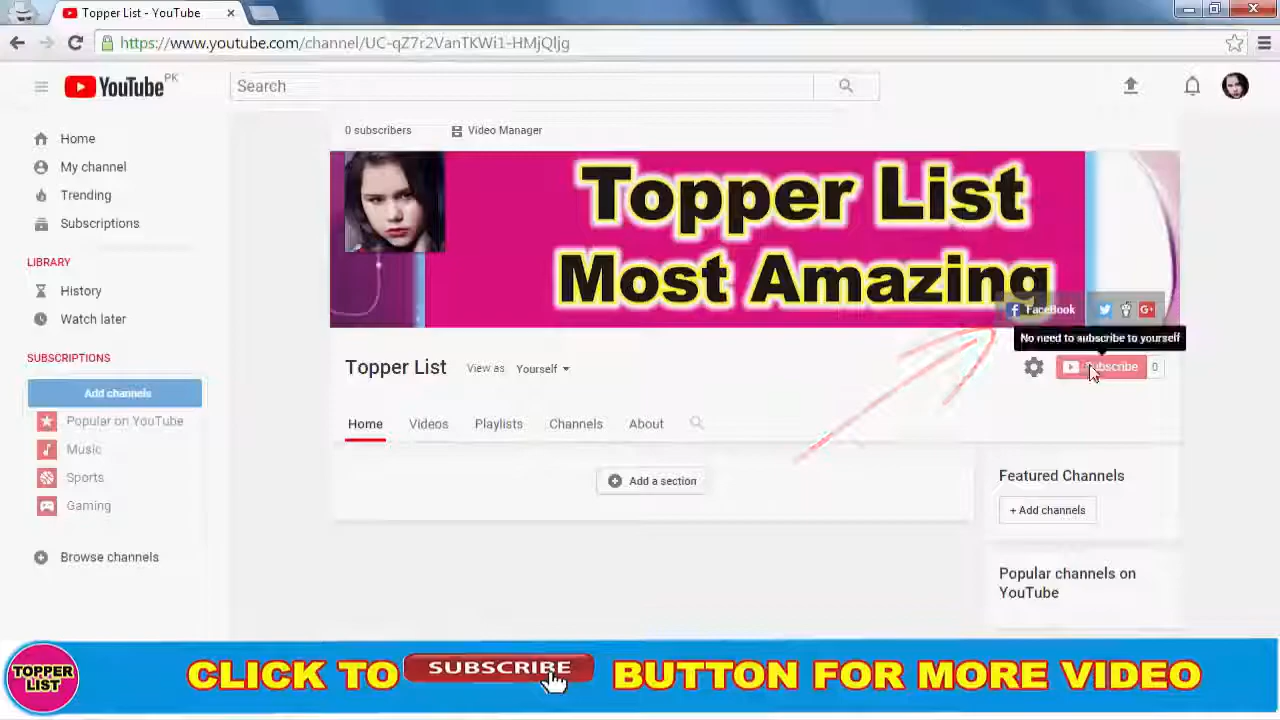 Topper List - YouTube
https://www.youtube.com/channel/UC-qZ7r2VanTKWi1-HMjQljg
YouTube PK
Search
0 subscribers
Video Manager
Home
My channel
Trending
Subscriptions
LIBRARY
History
Watch later
SUBSCRIPTIONS
Add channels
Popular on YouTube
Music
Sports
Gaming
Browse channels
Topper List
Most Amazing
FaceBook
No need to subscribe to yourself
Topper List
View as
Yourself
Subscribe
0
Home
Videos
Playlists
Channels
About
Add a section
Featured Channels
+ Add channels
Popular channels on
YouTube
TOPPER
LIST
CLICK TO SUBSCRIBE BUTTON FOR MORE VIDEO